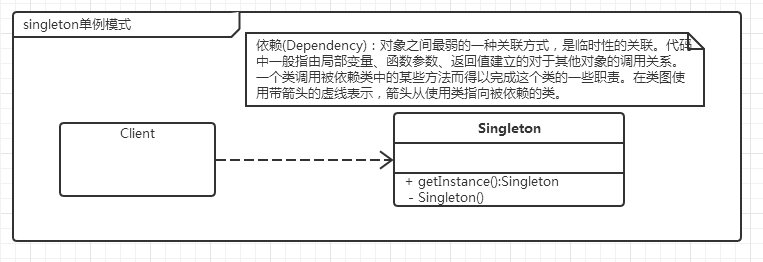 singleton单例模式
依赖(Dependency)：对象之间最弱的一种关联方式，是临时性的关联。代码
中一般指由局部变量、函数参数、返回值建立的对于其他对象的调用关系。
一个类调用被依赖类中的某些方法而得以完成这个类的一些职责。在类图使
用带箭头的虚线表示，箭头从使用类指向被依赖的类。
Client
Singleton
+ getInstance():Singleton
- Singleton()